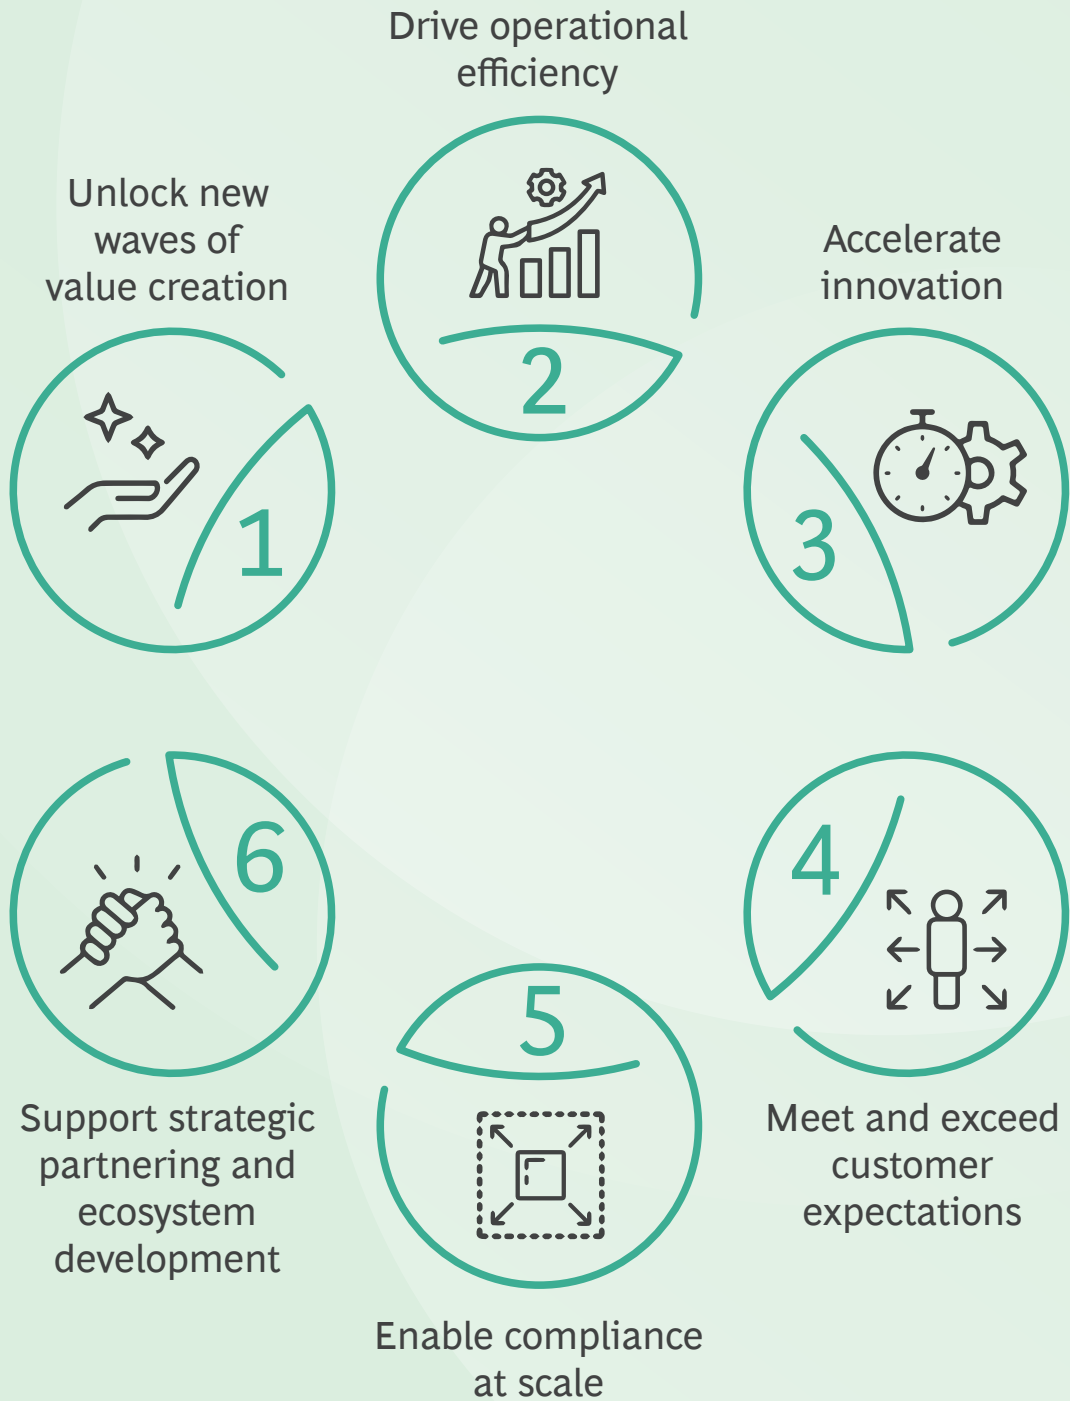 Unlock new
waves of
value creation
1
Drive operational
efficiency
2
Accelerate
innovation
3
4
Meet and exceed
customer
expectations
5
Enable compliance
at scale
6
Support strategic
partnering and
ecosystem
development